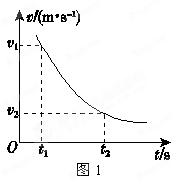 v/(m·s⁻¹)
v₁
v₂
O
t₁
t₂
t/s
图 1